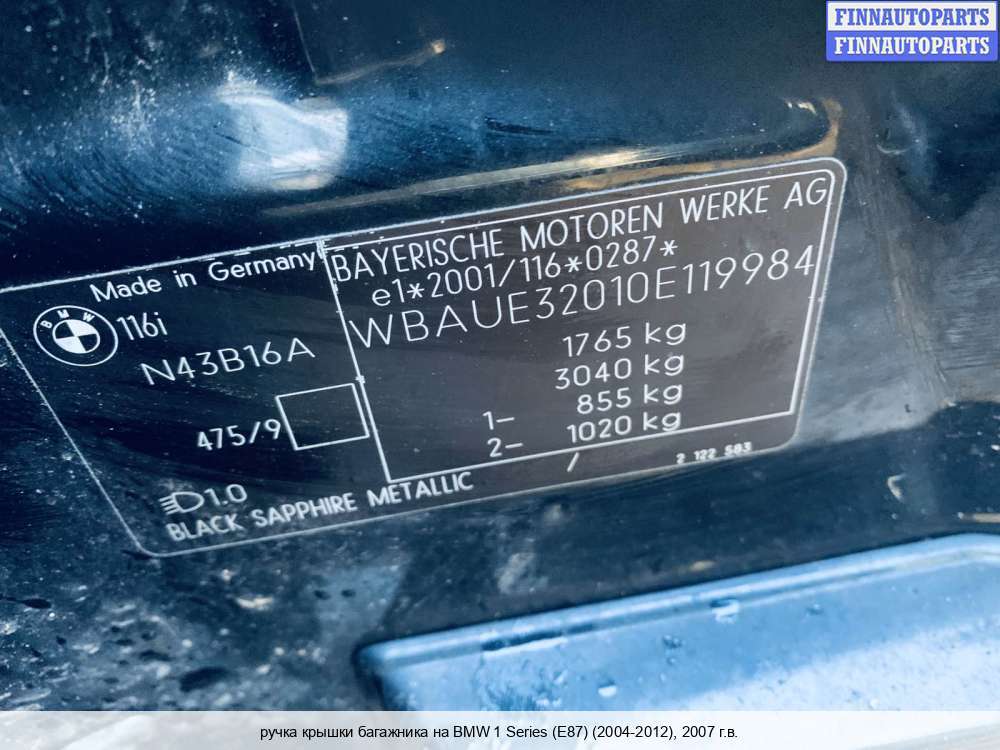 FINNAUTOPARTS
FINNAUTOPARTS
Made in Germany
BMW
116i
N43B16A
475/9
1.0
BLACK SAPPHIRE METALLIC /
BAYERISCHE MOTOREN WERKE AG
e1*2001/116*0287*
WBAUE32010E119984
1765 kg
3040 kg
1- 855 kg
2- 1020 kg
2 122 583
ручка крышки багажника на BMW 1 Series (E87) (2004-2012), 2007 г.в.